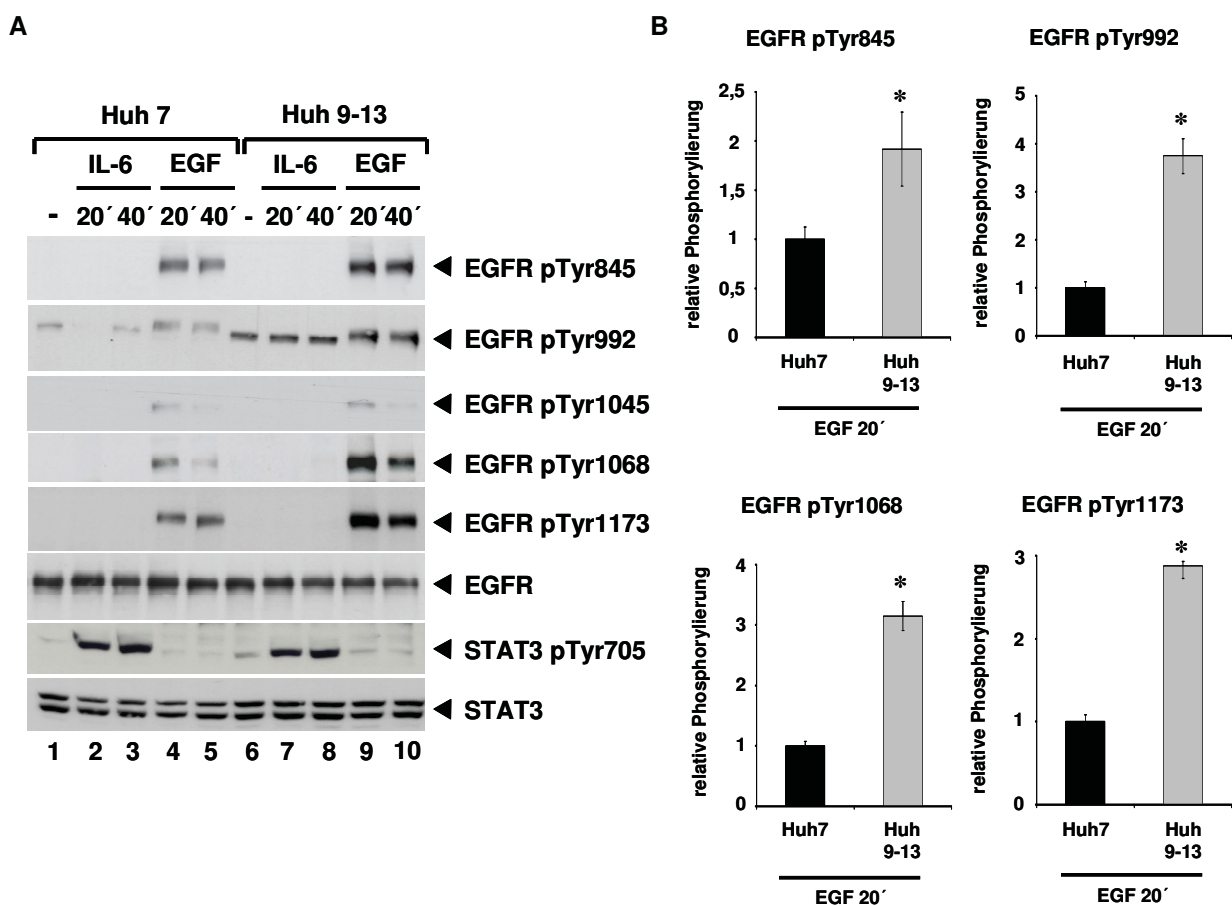 A
Huh 7
Huh 9-13
IL-6
EGF
IL-6
EGF
- 20´ 40´ 20´ 40´ - 20´ 40´ 20´ 40´
EGFR pTyr845
EGFR pTyr992
EGFR pTyr1045
EGFR pTyr1068
EGFR pTyr1173
EGFR
STAT3 pTyr705
STAT3
1 2 3 4 5 6 7 8 9 10
B
EGFR pTyr845
relative Phosphorylierung
2,5
2
1,5
1
0,5
0
*
Huh7
Huh
9-13
EGF 20´
EGFR pTyr992
relative Phosphorylierung
5
4
3
2
1
0
*
Huh7
Huh
9-13
EGF 20´
EGFR pTyr1068
relative Phosphorylierung
4
3
2
1
0
*
Huh7
Huh
9-13
EGF 20´
EGFR pTyr1173
relative Phosphorylierung
3
2
1
0
*
Huh7
Huh
9-13
EGF 20´